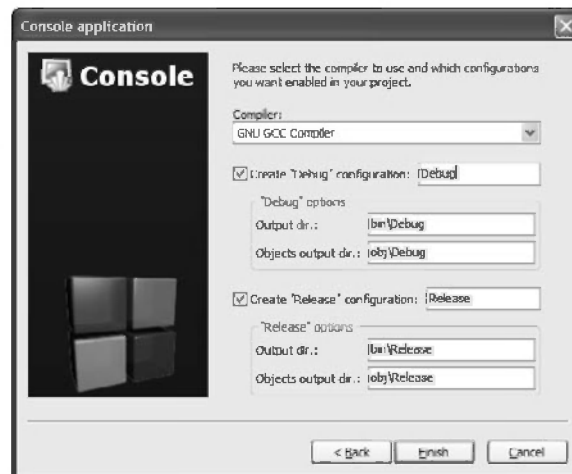 Console application
Console
Please select the compiler to use and which configurations
you want enabled in your project.
Compiler:
GNU GCC Compiler
Create "Debug" configuration: Debug
"Debug" options
Output dir.: bin\Debug
Objects output dir.: obj\Debug
Create "Release" configuration: Release
"Release" options
Output dir.: bin\Release
Objects output dir.: obj\Release
< Back Finish Cancel